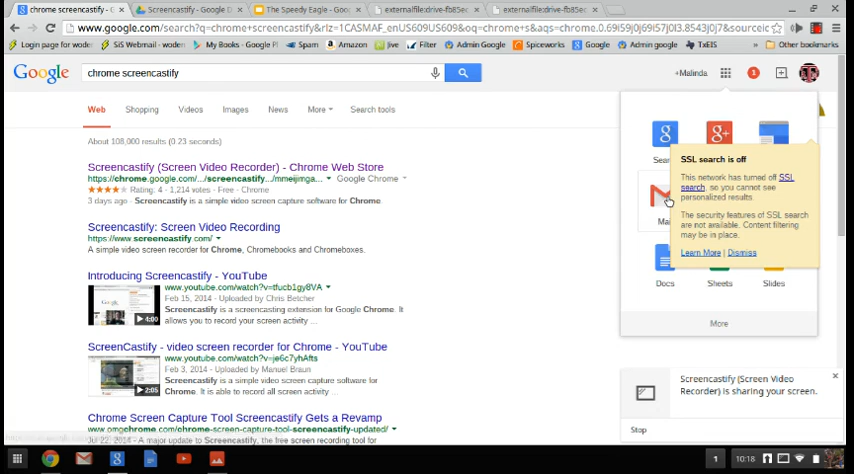 chrome screencastify - G
Screencastify - Google D
The Speedy Eagle - Goog
externalfile:drive-fb85ec
externalfile:drive-fb85ec
https://www.google.com/search?q=chrome+screencastify&rlz=1CASMAF_enUS609US609&oq=chrome+s&aqs=chrome.0.69i59j0j69i57j0l3.8543j0j7&sourceid
Login page for woden
SiS Webmail - woden
My Books - Google Pl
Spam
Amazon
Flu
Admin Google
Spiceworks
Google
Admin google
TxEIS
»
Other bookmarks
Google
chrome screencastify
+Malinda
1
Web
Shopping
Videos
Images
News
More
Search tools
About 108,000 results (0.23 seconds)
Screencastify (Screen Video Recorder) - Chrome Web Store
https://chrome.google.com/.../screencastify/.../mmeijimga... Google Chrome
Rating: 4 - 1,214 votes - Free - Chrome
3 days ago - Screencastify is a simple video screen capture software for Chrome.
Screencastify: Screen Video Recording
https://www.screencastify.com/
A simple video screen recorder for Chrome, Chromebooks and Chromeboxes.
Introducing Screencastify - YouTube
www.youtube.com/watch?v=tfucb1gy8VA
Feb 15, 2014 - Uploaded by Chris Betcher
Screencastify is a screencasting extension for Google Chrome. It
allows you to record your screen activity ...
4:00
ScreenCastify - video screen recorder for Chrome - YouTube
www.youtube.com/watch?v=je6c7yhAfts
Feb 3, 2014 - Uploaded by Manuel Braun
Screencastify is a simple video screen capture software for
Chrome. It is able to record all screen activity ...
2:05
Chrome Screen Capture Tool Screencastify Gets a Revamp
www.omgchrome.com/chrome-screen-capture-tool-screencastify-updated/
Jul 22, 2014 - A major update to Screencastify, the free screen recording tool for
Sear
Mai
SSL search is off
This network has turned off SSL
search, so you cannot see
personalized results
The security features of SSL search
are not available. Content filtering
may be in place.
Learn More | Dismiss
Docs
Sheets
Slides
More
Screencastify (Screen Video
Recorder) is sharing your screen.
Stop
1
10:18